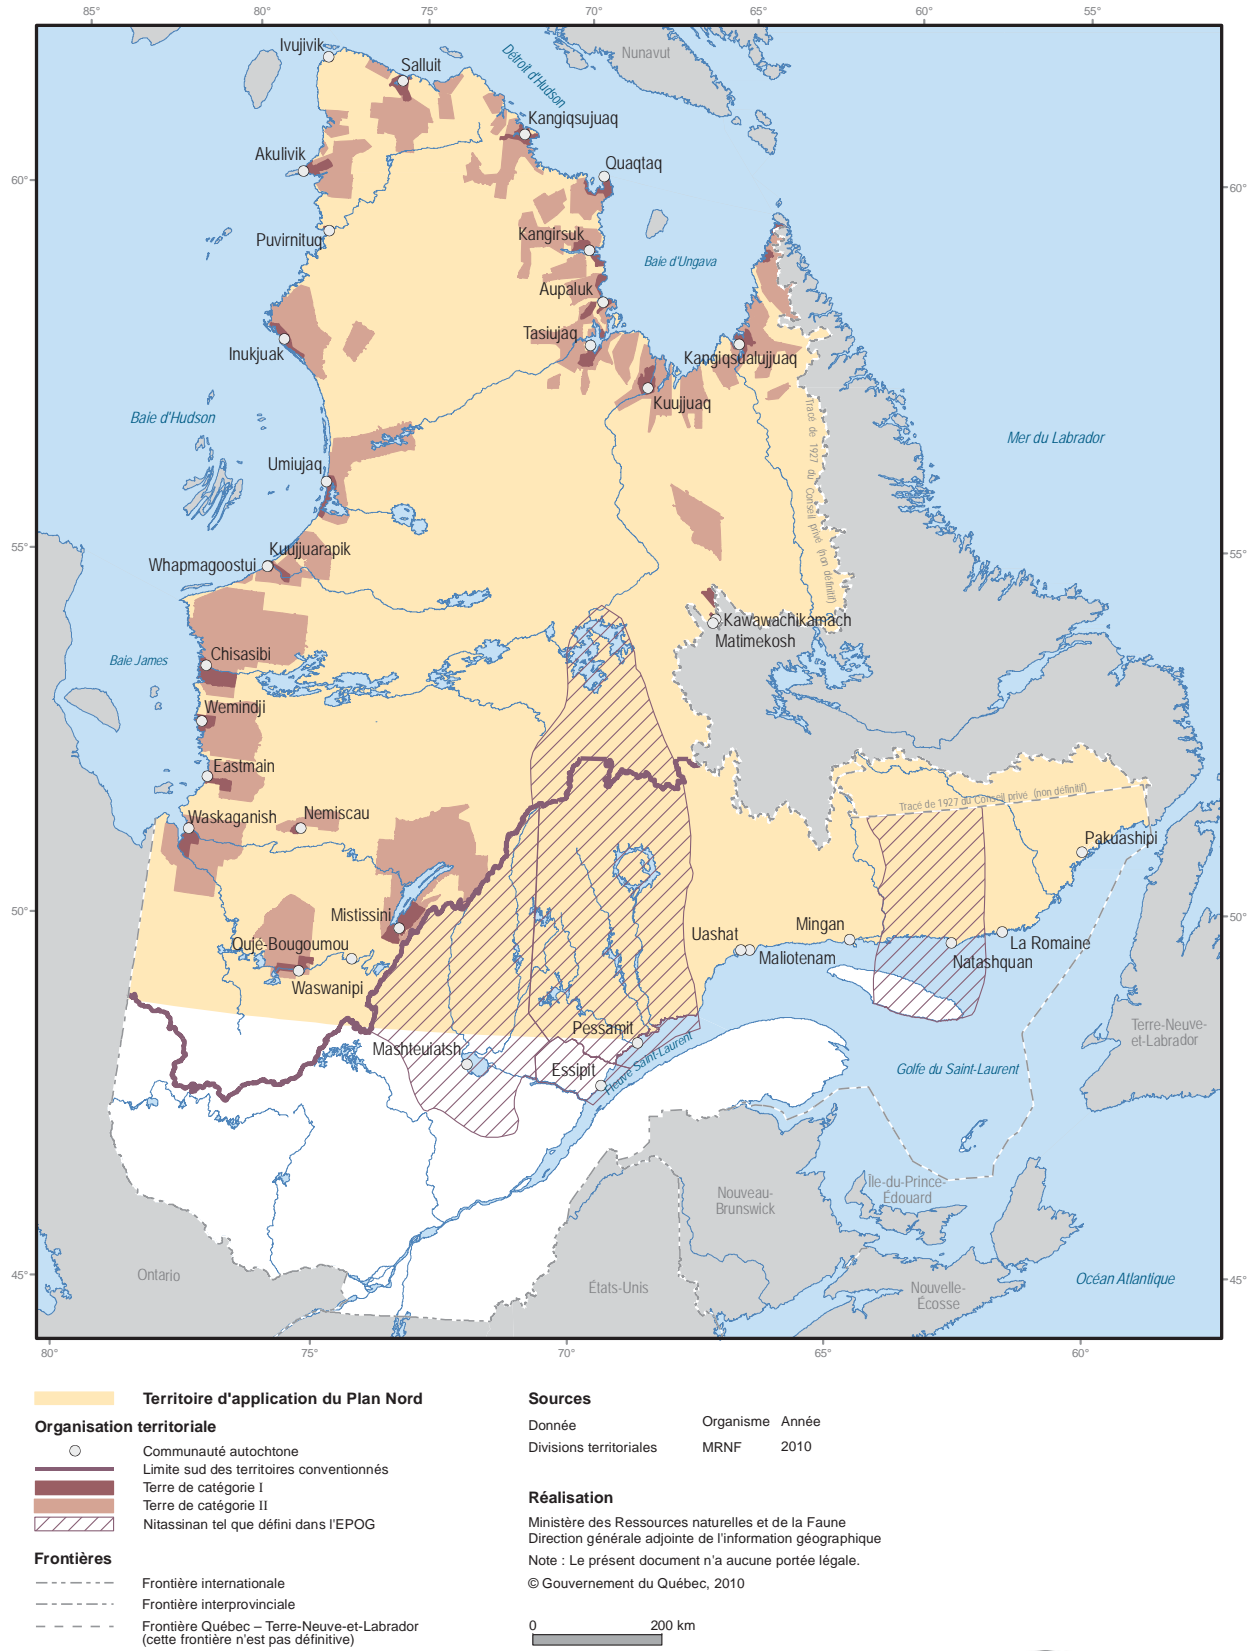 85°
80°
75°
70°
65°
60°
55°
Ivujivik
Salluit
Détroit d'Hudson
Nunavut
Kangiqsujuaq
Akulivik
Quaqtaq
60°
60°
Puvirnituq
Kangirsuk
Baie d'Ungava
Aupaluk
Tasiujaq
Inukjuak
Kangiqsualujjuaq
Kuujjuaq
Baie d'Hudson
Mer du Labrador
Tracé de 1927 du Conseil privé (non définitif)
Umiujaq
55°
55°
Kuujjuarapik
Whapmagoostui
Kawawachikamach
Matimekosh
Chisasibi
Baie James
Wemindji
Eastmain
Tracé de 1927 du Conseil privé (non définitif)
Waskaganish
Nemiscau
Pakuashipi
50°
50°
Mistissini
Mingan
Uashat
Maliotenam
La Romaine
Natashquan
Oujé-Bougoumou
Waswanipi
Pessamit
Mashteuiatsh
Essipit
Fleuve Saint-Laurent
Terre-Neuve-
et-Labrador
Golfe du Saint-Laurent
Île-du-Prince-
Édouard
Nouveau-
Brunswick
45°
45°
Ontario
États-Unis
Nouvelle-
Écosse
Océan Atlantique
80°
75°
70°
65°
60°
Territoire d'application du Plan Nord
Organisation territoriale
Communauté autochtone
Limite sud des territoires conventionnés
Terre de catégorie I
Terre de catégorie II
Nitassinan tel que défini dans l'EPOG
Frontières
Frontière internationale
Frontière interprovinciale
Frontière Québec – Terre-Neuve-et-Labrador
(cette frontière n'est pas définitive)
Sources
Donnée Organisme Année
Divisions territoriales MRNF 2010
Réalisation
Ministère des Ressources naturelles et de la Faune
Direction générale adjointe de l'information géographique
Note : Le présent document n'a aucune portée légale.
© Gouvernement du Québec, 2010
0 200 km